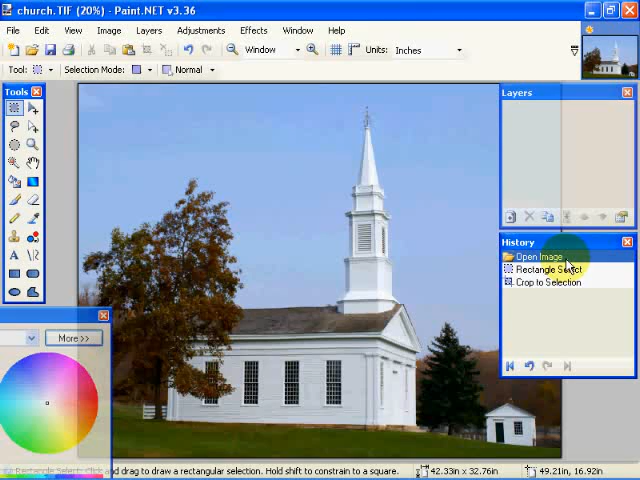 church.TIF (20%) - Paint.NET v3.36
File Edit View Image Layers Adjustments Effects Window Help
Window Units: Inches
Tool: Selection Mode: Normal
Tools
Layers
History
Open Image
Rectangle Select
Crop to Selection
More >>
Rectangle Select: Click and drag to draw a rectangular selection. Hold shift to constrain to a square. 42.33in x 32.76in 49.21in, 16.92in